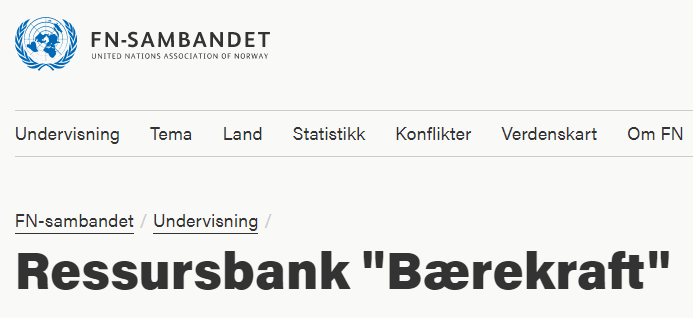 FN-SAMBANDET
UNITED NATIONS ASSOCIATION OF NORWAY
Undervisning Tema Land Statistikk Konflikter Verdenskart Om FN
FN-sambandet / Undervisning /
Ressursbank "Bærekraft"